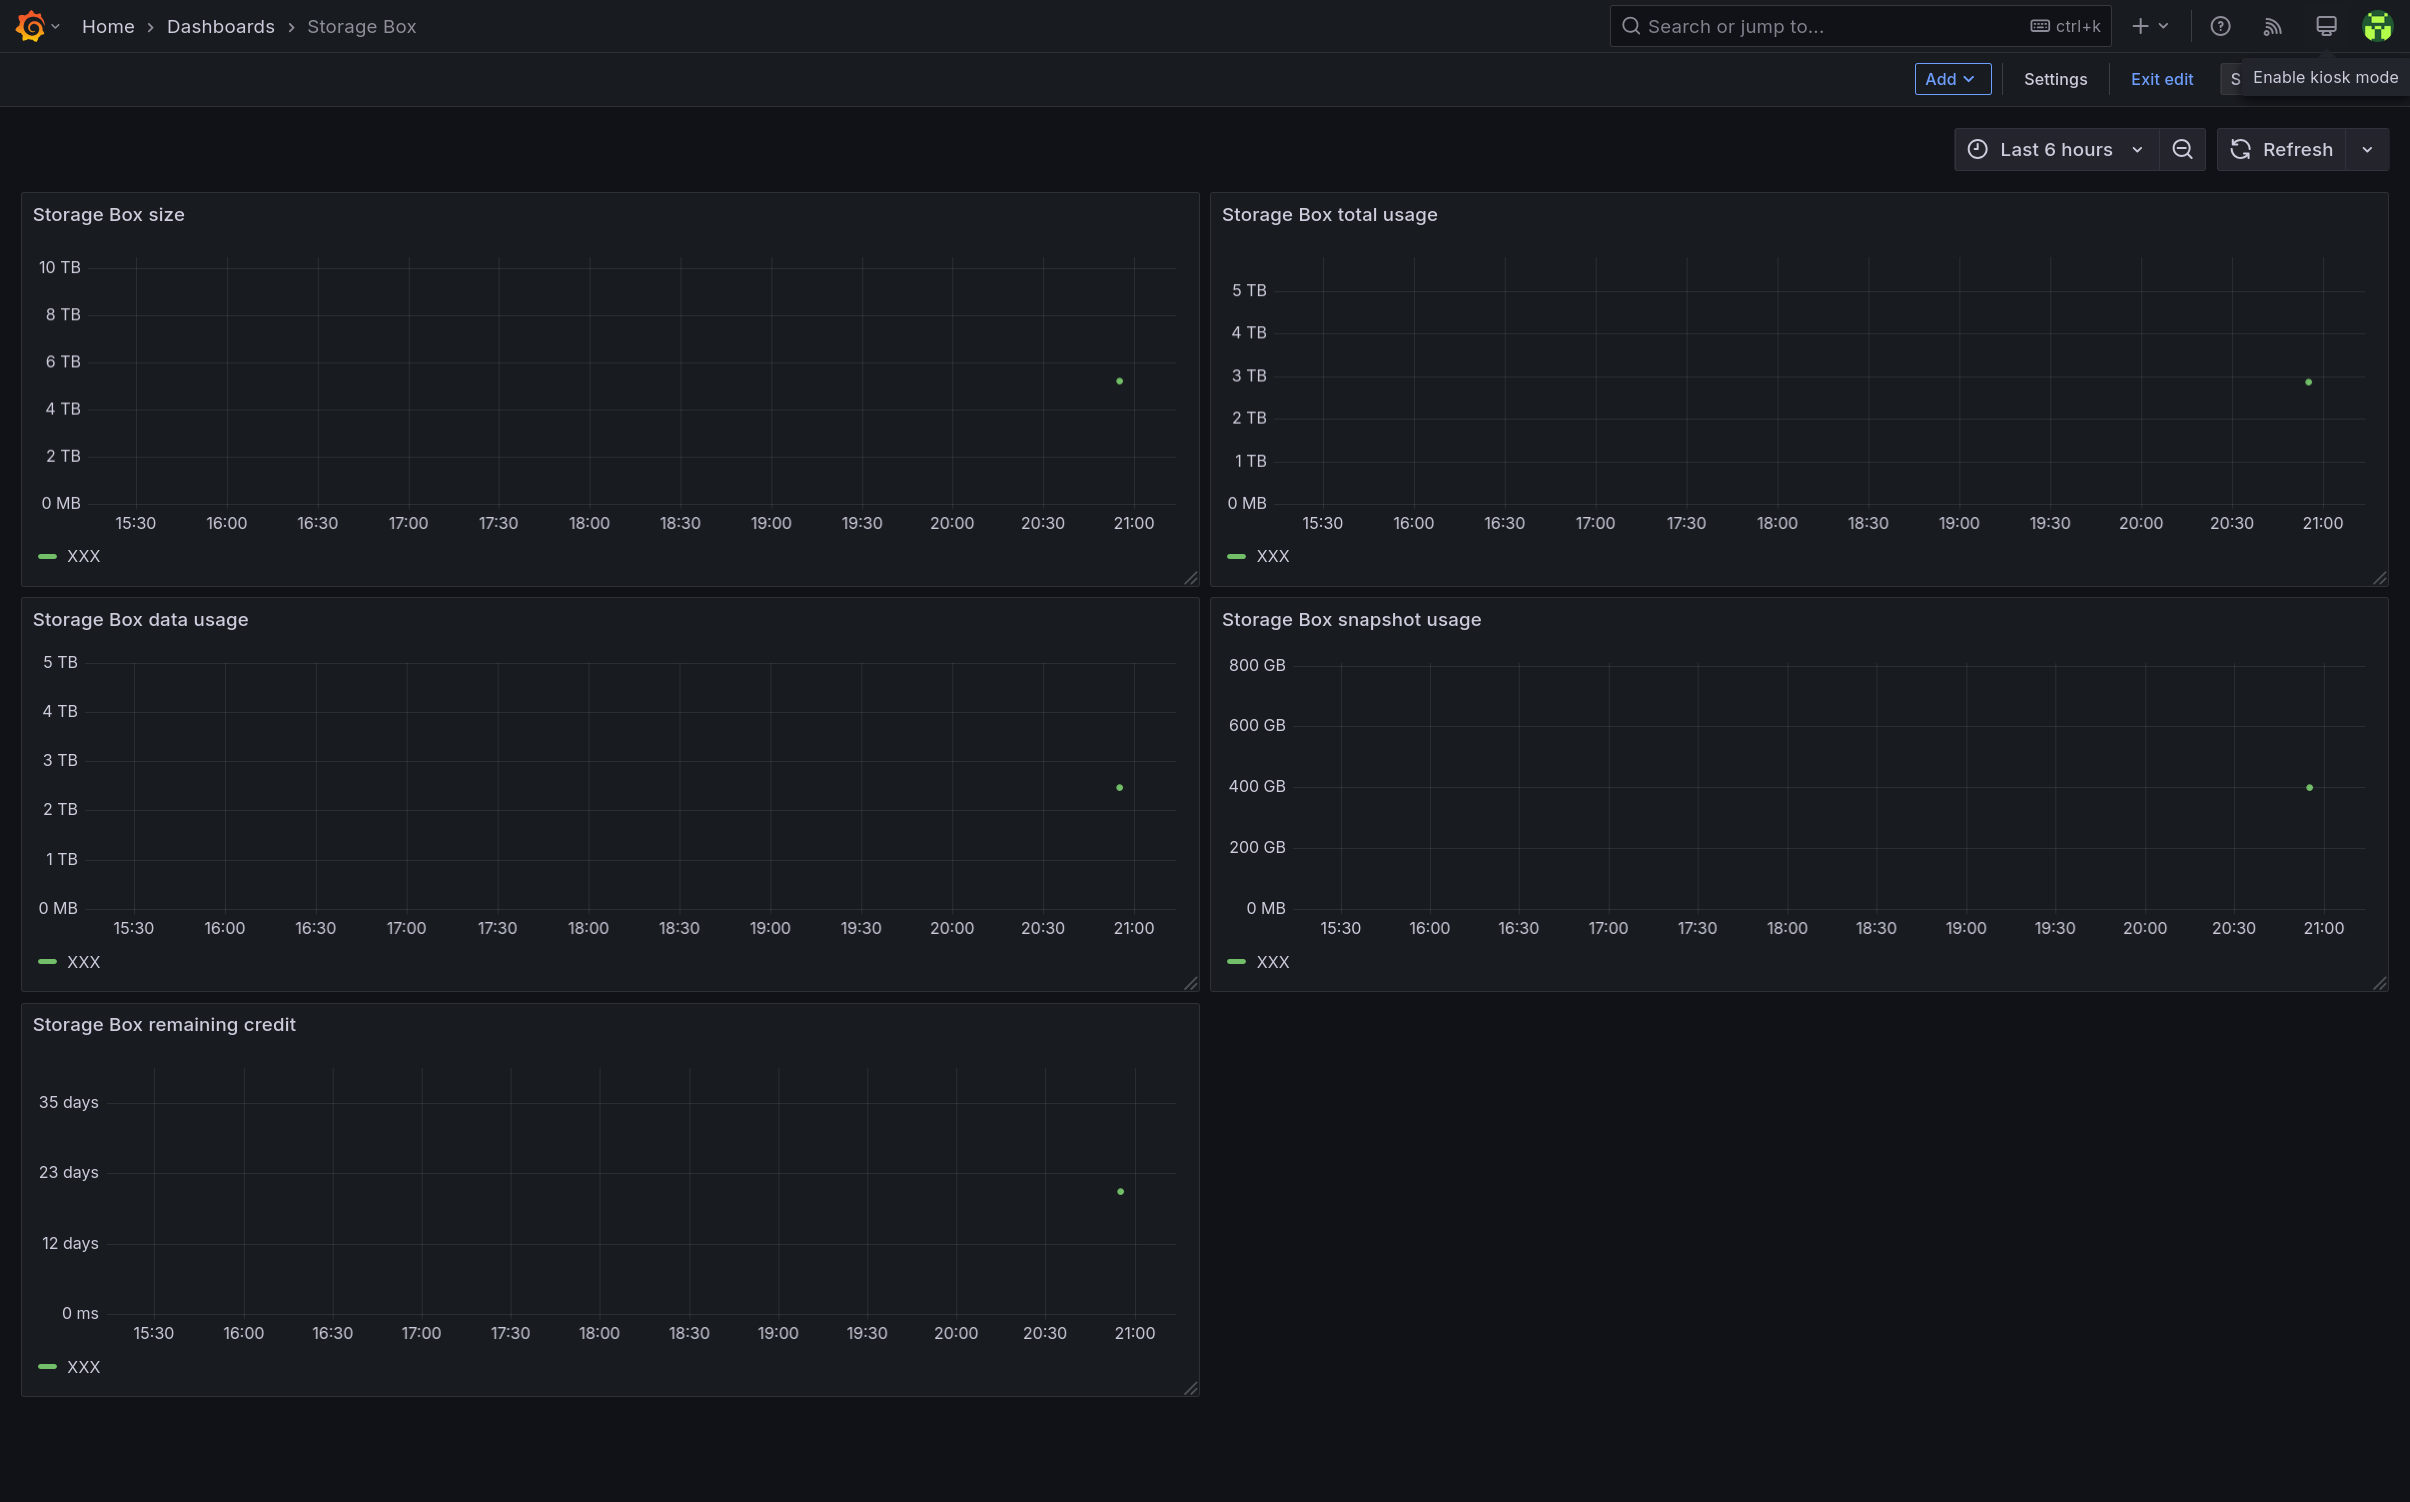 Home > Dashboards > Storage Box
Search or jump to...
ctrl+k
Add
Settings
Exit edit
S
Enable kiosk mode
Last 6 hours
Refresh
Storage Box size
10 TB
8 TB
6 TB
4 TB
2 TB
0 MB
15:30 16:00 16:30 17:00 17:30 18:00 18:30 19:00 19:30 20:00 20:30 21:00
XXX
Storage Box total usage
5 TB
4 TB
3 TB
2 TB
1 TB
0 MB
15:30 16:00 16:30 17:00 17:30 18:00 18:30 19:00 19:30 20:00 20:30 21:00
XXX
Storage Box data usage
5 TB
4 TB
3 TB
2 TB
1 TB
0 MB
15:30 16:00 16:30 17:00 17:30 18:00 18:30 19:00 19:30 20:00 20:30 21:00
XXX
Storage Box snapshot usage
800 GB
600 GB
400 GB
200 GB
0 MB
15:30 16:00 16:30 17:00 17:30 18:00 18:30 19:00 19:30 20:00 20:30 21:00
XXX
Storage Box remaining credit
35 days
23 days
12 days
0 ms
15:30 16:00 16:30 17:00 17:30 18:00 18:30 19:00 19:30 20:00 20:30 21:00
XXX